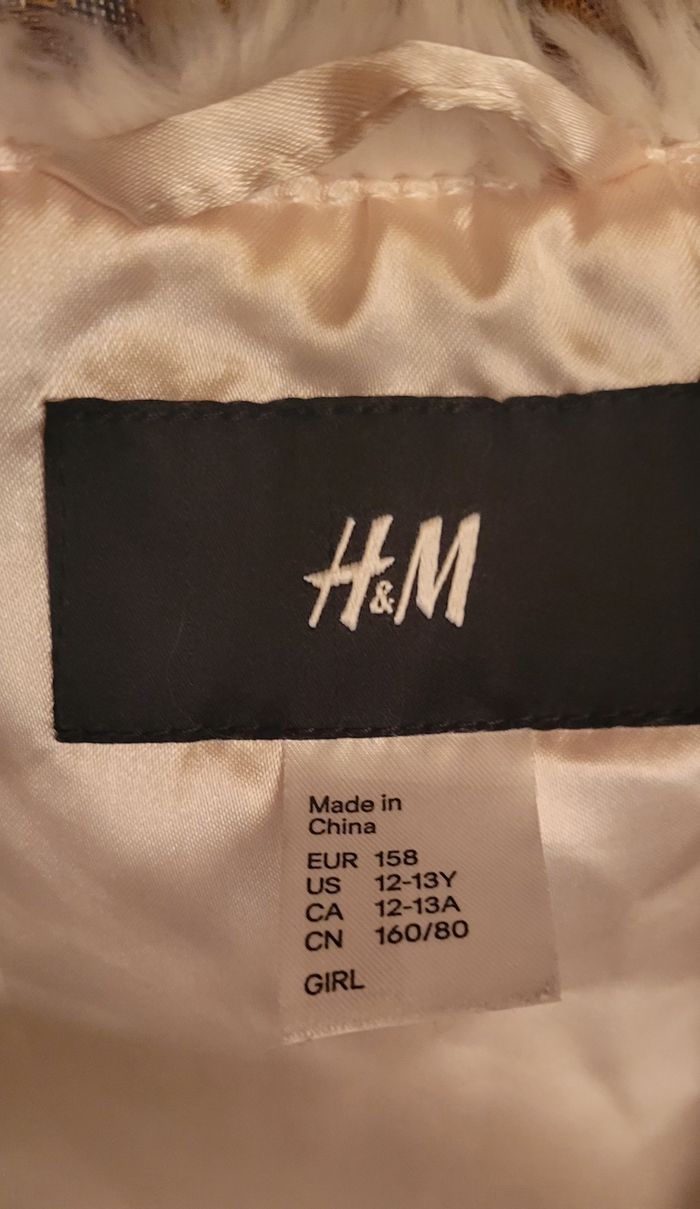 H&M
Made in
China
EUR 158
US 12-13Y
CA 12-13A
CN 160/80
GIRL